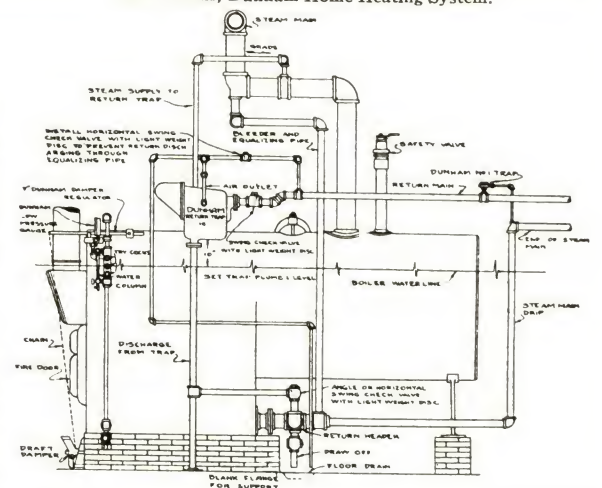 Dunham Home Heating System.
STEAM MAIN
GRADE
STEAM SUPPLY TO
RETURN TRAP
INSTALL HORIZONTAL SWING
CHECK VALVE WITH LIGHT WEIGHT
DISC TO PREVENT RETURN DISCH
ARGING THROUGH
EQUALIZING PIPE
BLEEDER AND
EQUALIZING PIPE
SAFETY VALVE
DUNHAM NO.1 TRAP
RETURN MAIN
DUNHAM DAMPER
REGULATOR
DUNHAM
LOW
PRESSURE
GAUGE
AIR OUTLET
DUNHAM
RETURN TRAP
SWING CHECK VALVE
WITH LIGHT WEIGHT DISC
END OF STEAM
MAIN
TRY COCKS
WATER
COLUMN
SET TRAP PLUMB & LEVEL
BOILER WATER LINE
STEAM MAIN
DRIP
CHAIN
FIRE DOOR
DISCHARGE
FROM TRAP
ANGLE OR HORIZONTAL
SWING CHECK VALVE
WITH LIGHT WEIGHT DISC
RETURN HEADER
DRAFT
DAMPER
DRAW OFF
BLANK FLANGE
FOR SUPPORT
FLOOR DRAIN